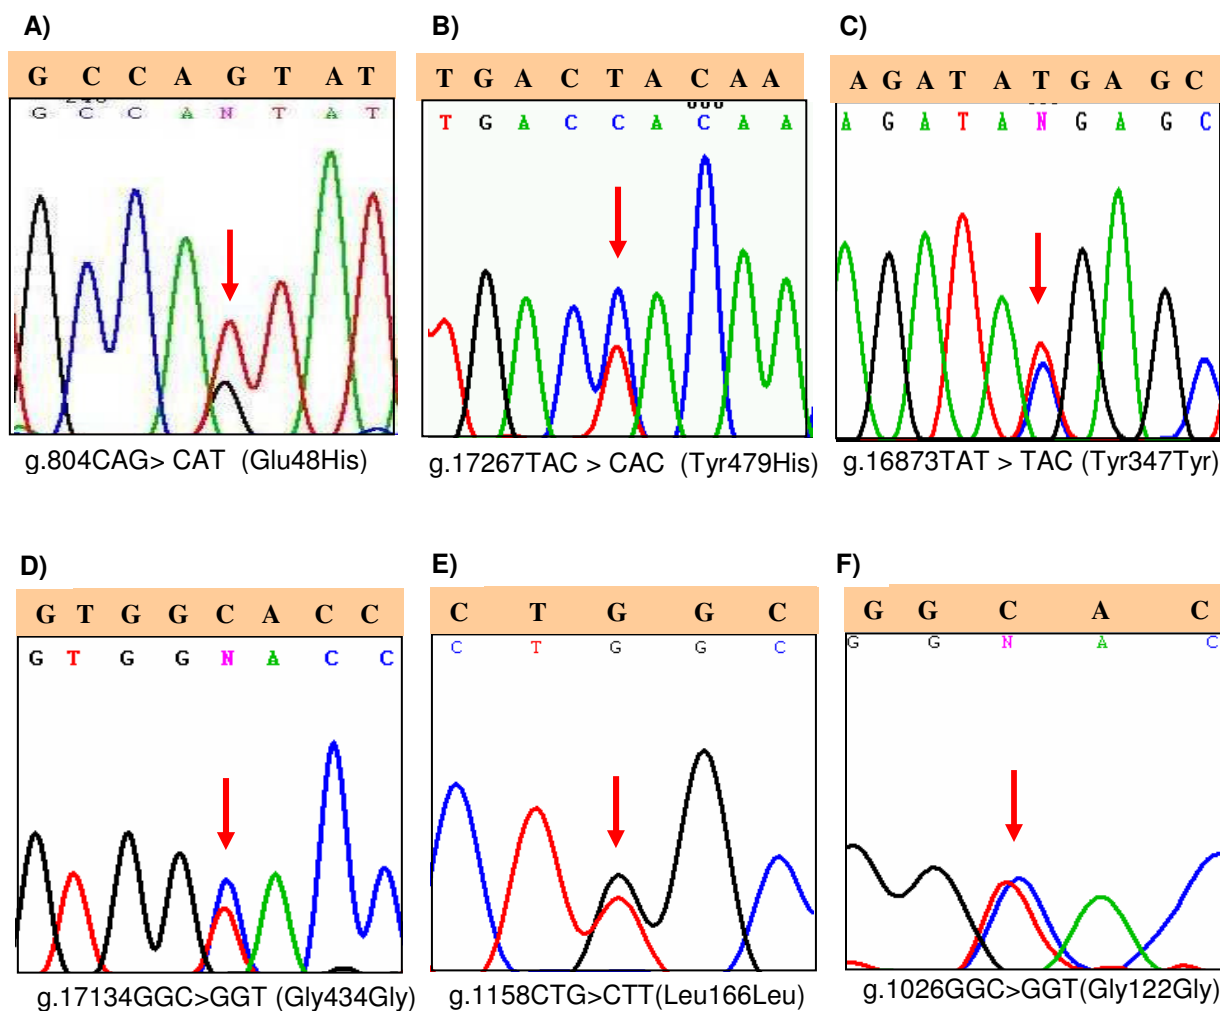 A)
G C C A G T A T
G C C A N T A T
g.804CAG> CAT (Glu48His)
B)
T G A C T A C A A
T G A C C A C A A
g.17267TAC > CAC (Tyr479His)
C)
A G A T A T G A G C
A G A T A N G A G C
g.16873TAT > TAC (Tyr347Tyr)
D)
G T G G C A C C
G T G G N A C C
g.17134GGC>GGT (Gly434Gly)
E)
C T G G C
C T G G C
g.1158CTG>CTT(Leu166Leu)
F)
G G C A C
G G N A C
g.1026GGC>GGT(Gly122Gly)